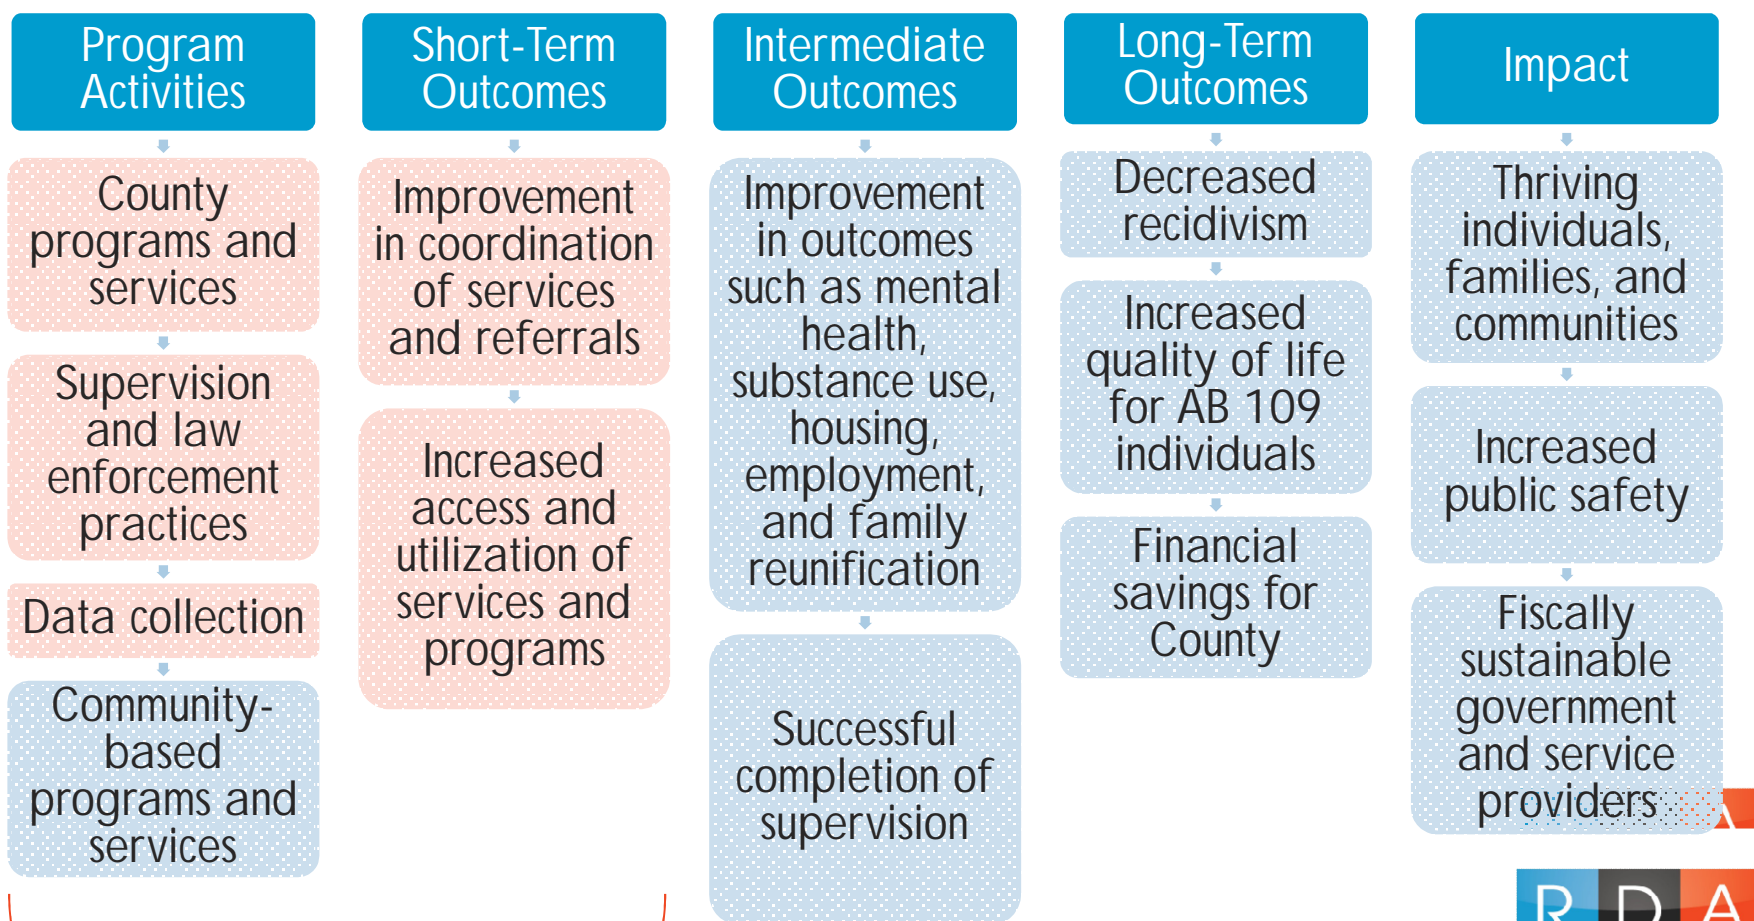 Program
Activities
County
programs and
services
Supervision
and law
enforcement
practices
Data collection
Community-
based
programs and
services
Short-Term
Outcomes
Improvement
in coordination
of services
and referrals
Increased
access and
utilization of
services and
programs
Intermediate
Outcomes
Improvement
in outcomes
such as mental
health,
substance use,
housing,
employment,
and family
reunification
Successful
completion of
supervision
Long-Term
Outcomes
Decreased
recidivism
Increased
quality of life
for AB 109
individuals
Financial
savings for
County
Impact
Thriving
individuals,
families, and
communities
Increased
public safety
Fiscally
sustainable
government
and service
providers
R D A